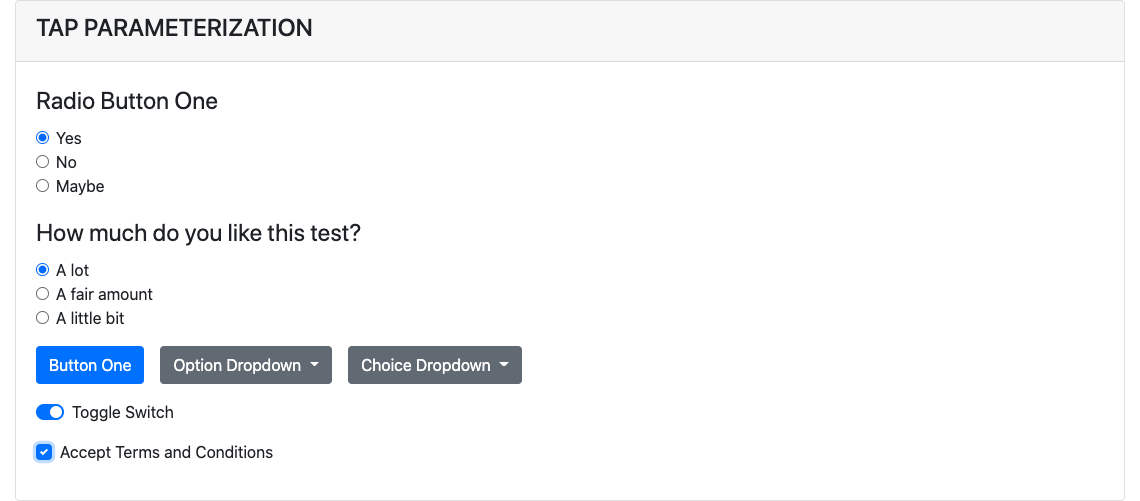 TAP PARAMETERIZATION
Radio Button One
Yes
No
Maybe
How much do you like this test?
A lot
A fair amount
A little bit
Button One Option Dropdown Choice Dropdown
Toggle Switch
Accept Terms and Conditions